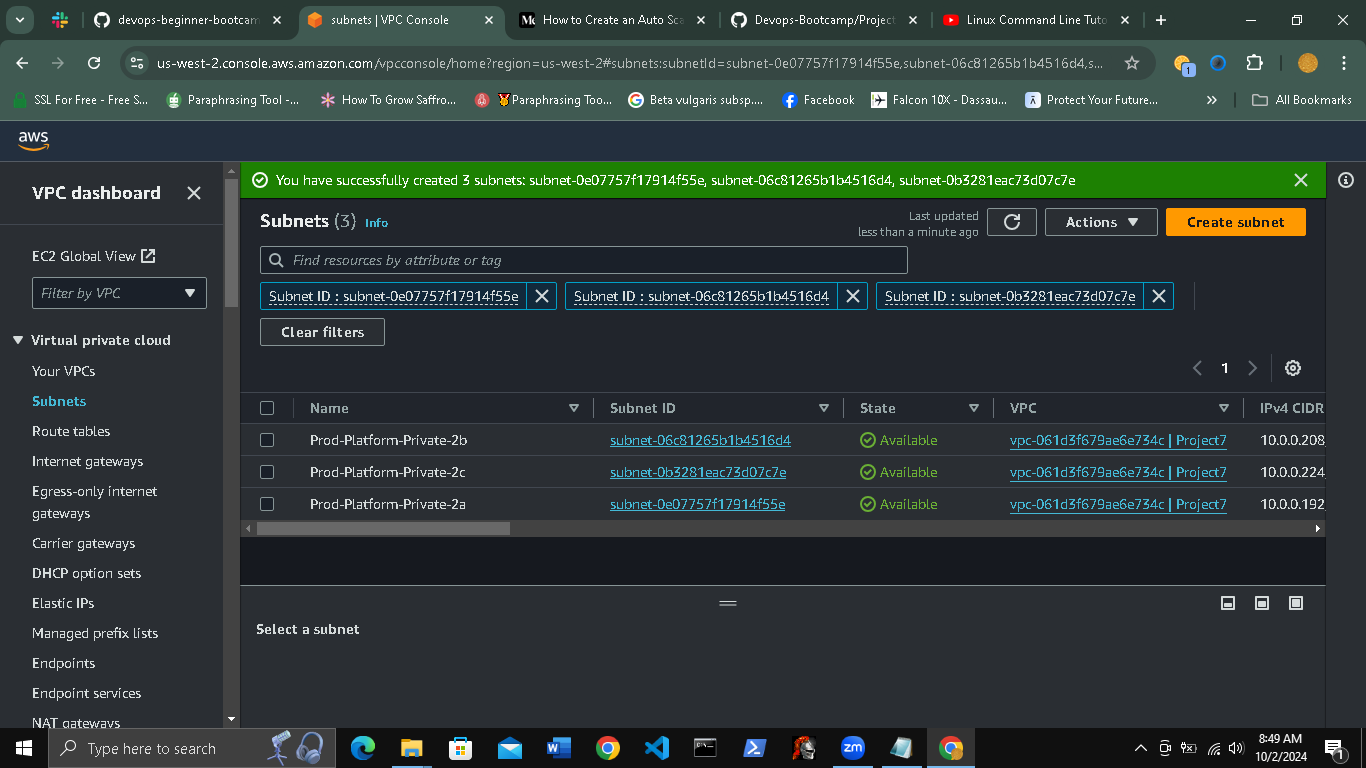 devops-beginner-bootcam
subnets | VPC Console
How to Create an Auto Sca
Devops-Bootcamp/Project
Linux Command Line Tuto
us-west-2.console.aws.amazon.com/vpcconsole/home?region=us-west-2#subnets:subnetId=subnet-0e07757f17914f55e,subnet-06c81265b1b4516d4,s...
1
SSL For Free - Free S...
Paraphrasing Tool -...
How To Grow Saffro...
Paraphrasing Too...
Beta vulgaris subsp....
Facebook
Falcon 10X - Dassau...
Protect Your Future...
All Bookmarks
aws
VPC dashboard
EC2 Global View
Filter by VPC
Virtual private cloud
Your VPCs
Subnets
Route tables
Internet gateways
Egress-only internet
gateways
Carrier gateways
DHCP option sets
Elastic IPs
Managed prefix lists
Endpoints
Endpoint services
NAT gateways
You have successfully created 3 subnets: subnet-0e07757f17914f55e, subnet-06c81265b1b4516d4, subnet-0b3281eac73d07c7e
Subnets (3) Info
Last updated
less than a minute ago
Actions
Create subnet
Find resources by attribute or tag
Subnet ID : subnet-0e07757f17914f55e
Subnet ID : subnet-06c81265b1b4516d4
Subnet ID : subnet-0b3281eac73d07c7e
Clear filters
1
Name Subnet ID State VPC IPv4 CIDR
Prod-Platform-Private-2b subnet-06c81265b1b4516d4 Available vpc-061d3f679ae6e734c | Project7 10.0.0.208
Prod-Platform-Private-2c subnet-0b3281eac73d07c7e Available vpc-061d3f679ae6e734c | Project7 10.0.0.224
Prod-Platform-Private-2a subnet-0e07757f17914f55e Available vpc-061d3f679ae6e734c | Project7 10.0.0.192
Select a subnet
Type here to search
zm
8:49 AM
10/2/2024
1